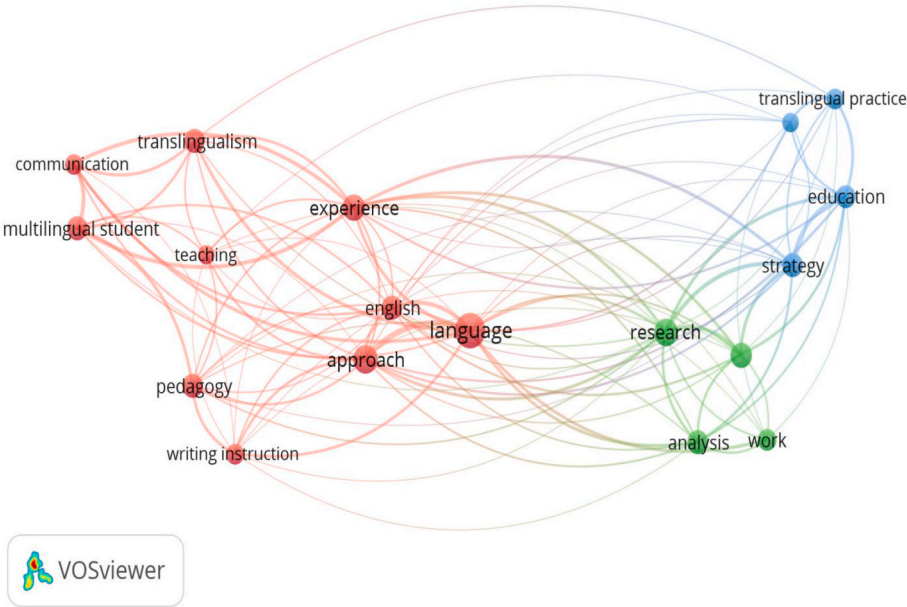 translingual practice
translingualism
communication
education
experience
multilingual student
teaching
strategy
english
language
research
approach
pedagogy
analysis
work
writing instruction
VOSviewer